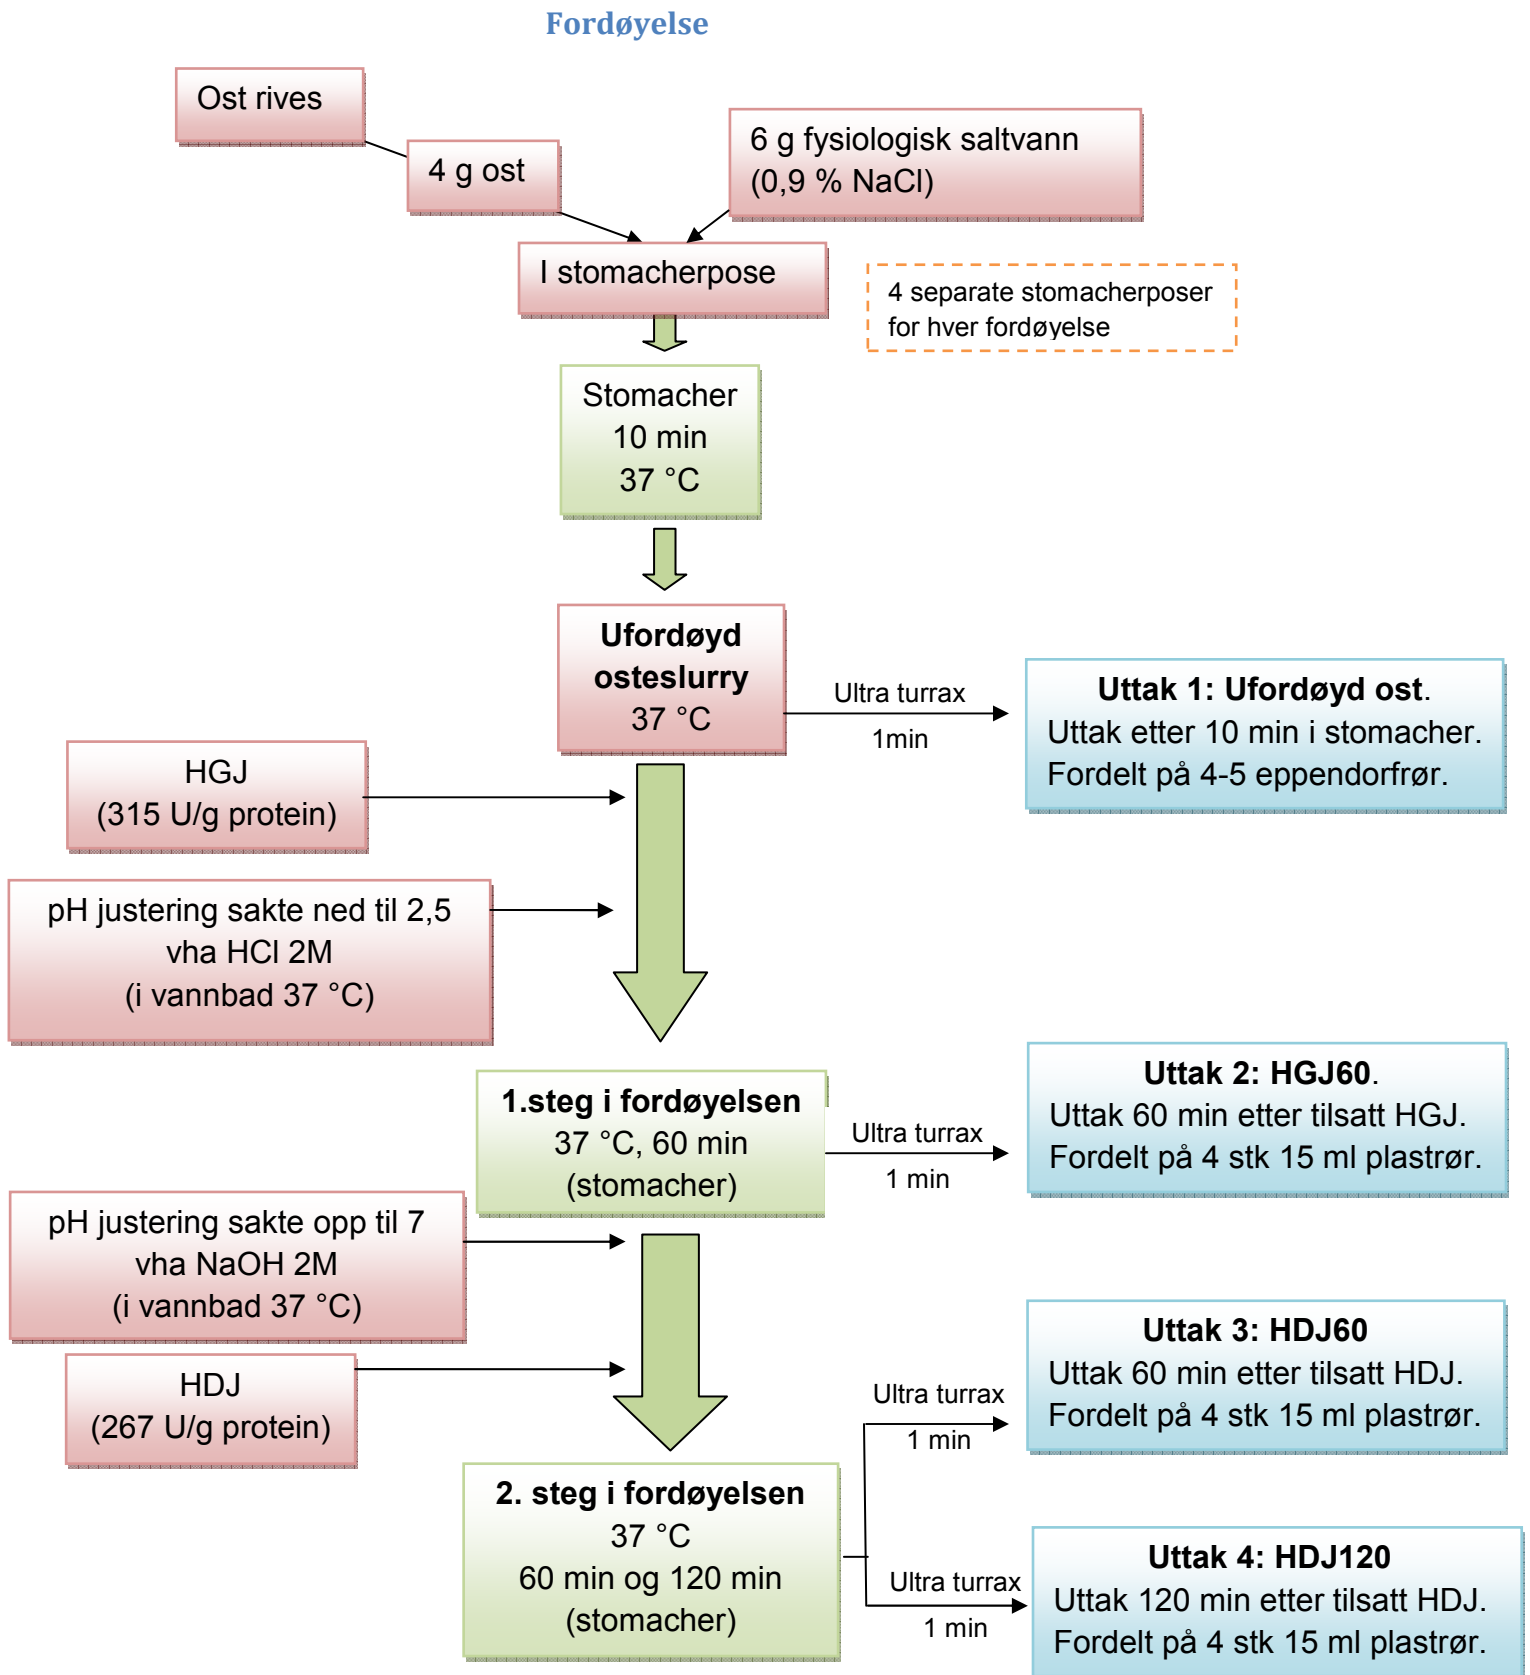 Fordøyelse
Ost rives
4 g ost
6 g fysiologisk saltvann
(0,9 % NaCl)
I stomacherpose
4 separate stomacherposer
for hver fordøyelse
Stomacher
10 min
37 °C
Ufordøyd
osteslurry
37 °C
Ultra turrax
1min
Uttak 1: Ufordøyd ost.
Uttak etter 10 min i stomacher.
Fordelt på 4-5 eppendorfrør.
HGJ
(315 U/g protein)
pH justering sakte ned til 2,5
vha HCl 2M
(i vannbad 37 °C)
1.steg i fordøyelsen
37 °C, 60 min
(stomacher)
Ultra turrax
1 min
Uttak 2: HGJ60.
Uttak 60 min etter tilsatt HGJ.
Fordelt på 4 stk 15 ml plastrør.
pH justering sakte opp til 7
vha NaOH 2M
(i vannbad 37 °C)
HDJ
(267 U/g protein)
2. steg i fordøyelsen
37 °C
60 min og 120 min
(stomacher)
Ultra turrax
1 min
Uttak 3: HDJ60
Uttak 60 min etter tilsatt HDJ.
Fordelt på 4 stk 15 ml plastrør.
Ultra turrax
1 min
Uttak 4: HDJ120
Uttak 120 min etter tilsatt HDJ.
Fordelt på 4 stk 15 ml plastrør.